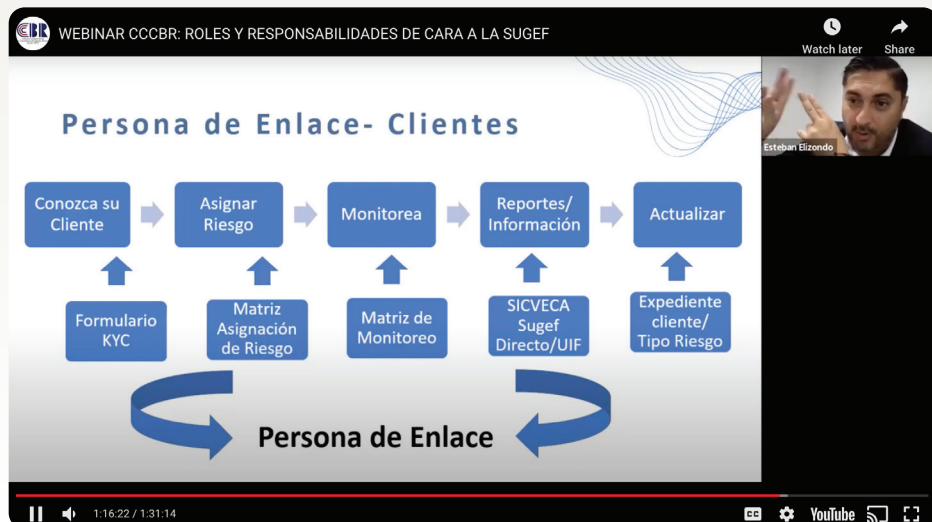 CBR
WEBINAR CCCBR: ROLES Y RESPONSABILIDADES DE CARA A LA SUGEF
Watch later
Share
Persona de Enlace- Clientes
Esteban Elizondo
Conozca su
Cliente
Asignar
Riesgo
Monitorea
Reportes/
Información
Actualizar
Formulario
KYC
Matriz
Asignación
de Riesgo
Matriz de
Monitoreo
SICVECA
Sugef
Directo/UIF
Expediente
cliente/
Tipo Riesgo
Persona de Enlace
1:16:22 / 1:31:14
CC
YouTube